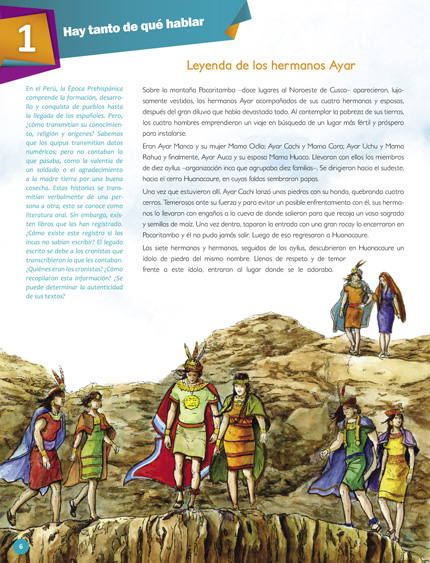 1
Hay tanto de qué hablar
Leyenda de los hermanos Ayar
En el Perú, la Época Prehispánica
comprende la formación, desarro-
llo y conquista de pueblos hasta
la llegada de los españoles. Pero,
¿cómo transmitían su conocimien-
to, religión y orígenes? Sabemos
que los quipus transmitían datos
numéricos; pero no contaban lo
que pasaba, como la valentía de
un soldado o el agradecimiento
a la madre tierra por una buena
cosecha. Estas historias se trans-
mitían verbalmente de una per-
sona a otra; esto se conoce como
literatura oral. Sin embargo, exis-
ten libros que las han registrado.
¿Cómo existe este registro si los
incas no sabían escribir? El legado
escrito se debe a los cronistas que
transcribieron lo que les contaban.
¿Quiénes eran los cronistas? ¿Cómo
recopilaron esta información? ¿Se
puede determinar la autenticidad
de sus textos?
Sobre la montaña Pacaritambo –doce lugares al Noroeste de Cusco– aparecieron, lujo-
samente vestidos, los hermanos Ayar acompañados de sus cuatro hermanas y esposas,
después del gran diluvio que había devastado todo. Al contemplar la pobreza de sus tierras,
los cuatro hombres emprendieron un viaje en búsqueda de un lugar más fértil y próspero
para instalarse.
Eran Ayar Manco y su mujer Mama Ocllo; Ayar Cachi y Mama Cora; Ayar Uchu y Mama
Rahua y finalmente, Ayar Auca y su esposa Mama Huaco. Llevaron con ellos los miembros
de diez ayllus –organización inca que agrupaba diez familias–. Se dirigieron hacia el sudeste,
hacia el cerro Huanacaure, en cuyas faldas sembraron papas.
Una vez que estuvieron allí, Ayar Cachi lanzó unas piedras con su honda, quebrando cuatro
cerros. Temerosos ante su fuerza y para evitar un posible enfrentamiento con él, sus herma-
nos lo llevaron con engaños a la cueva de donde salieron para que recoja un vaso sagrado
y semillas de maíz. Una vez dentro, taparon la entrada con una gran roca y lo encerraron en
Pacaritambo y él no pudo jamás salir. Luego de eso regresaron a Huanacaure.
Los siete hermanos y hermanas, seguidos de los ayllus, descubrieron en Huanacaure un
ídolo de piedra del mismo nombre. Llenos de respeto y de temor
frente a este ídolo, entraron al lugar donde se le adoraba.
6